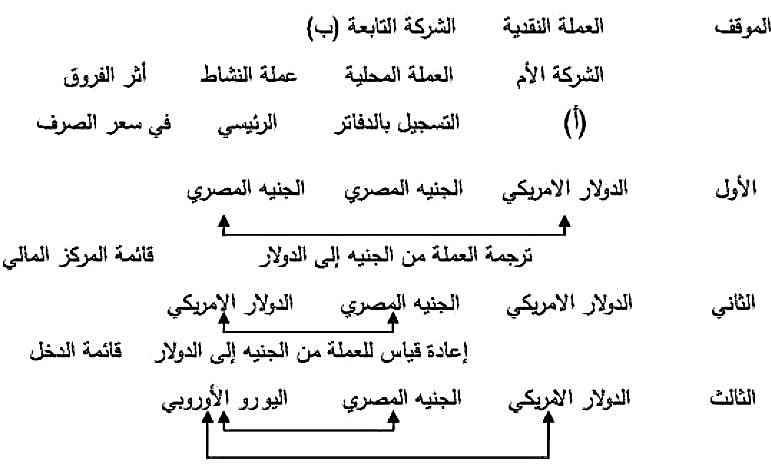 الموقف العملة النقدية الشركة التابعة (ب)
الشركة الأم العملة المحلية عملة النشاط أثر الفروق
(أ) التسجيل بالدفاتر الرئيسي في سعر الصرف
الأول الدولار الامريكي الجنيه المصري الجنيه المصري
ترجمة العملة من الجنيه إلى الدولار قائمة المركز المالي
الثاني الدولار الامريكي الجنيه المصري الدولار الامريكي
إعادة قياس للعملة من الجنيه إلى الدولار قائمة الدخل
الثالث الدولار الامريكي الجنيه المصري اليورو الأوروبي